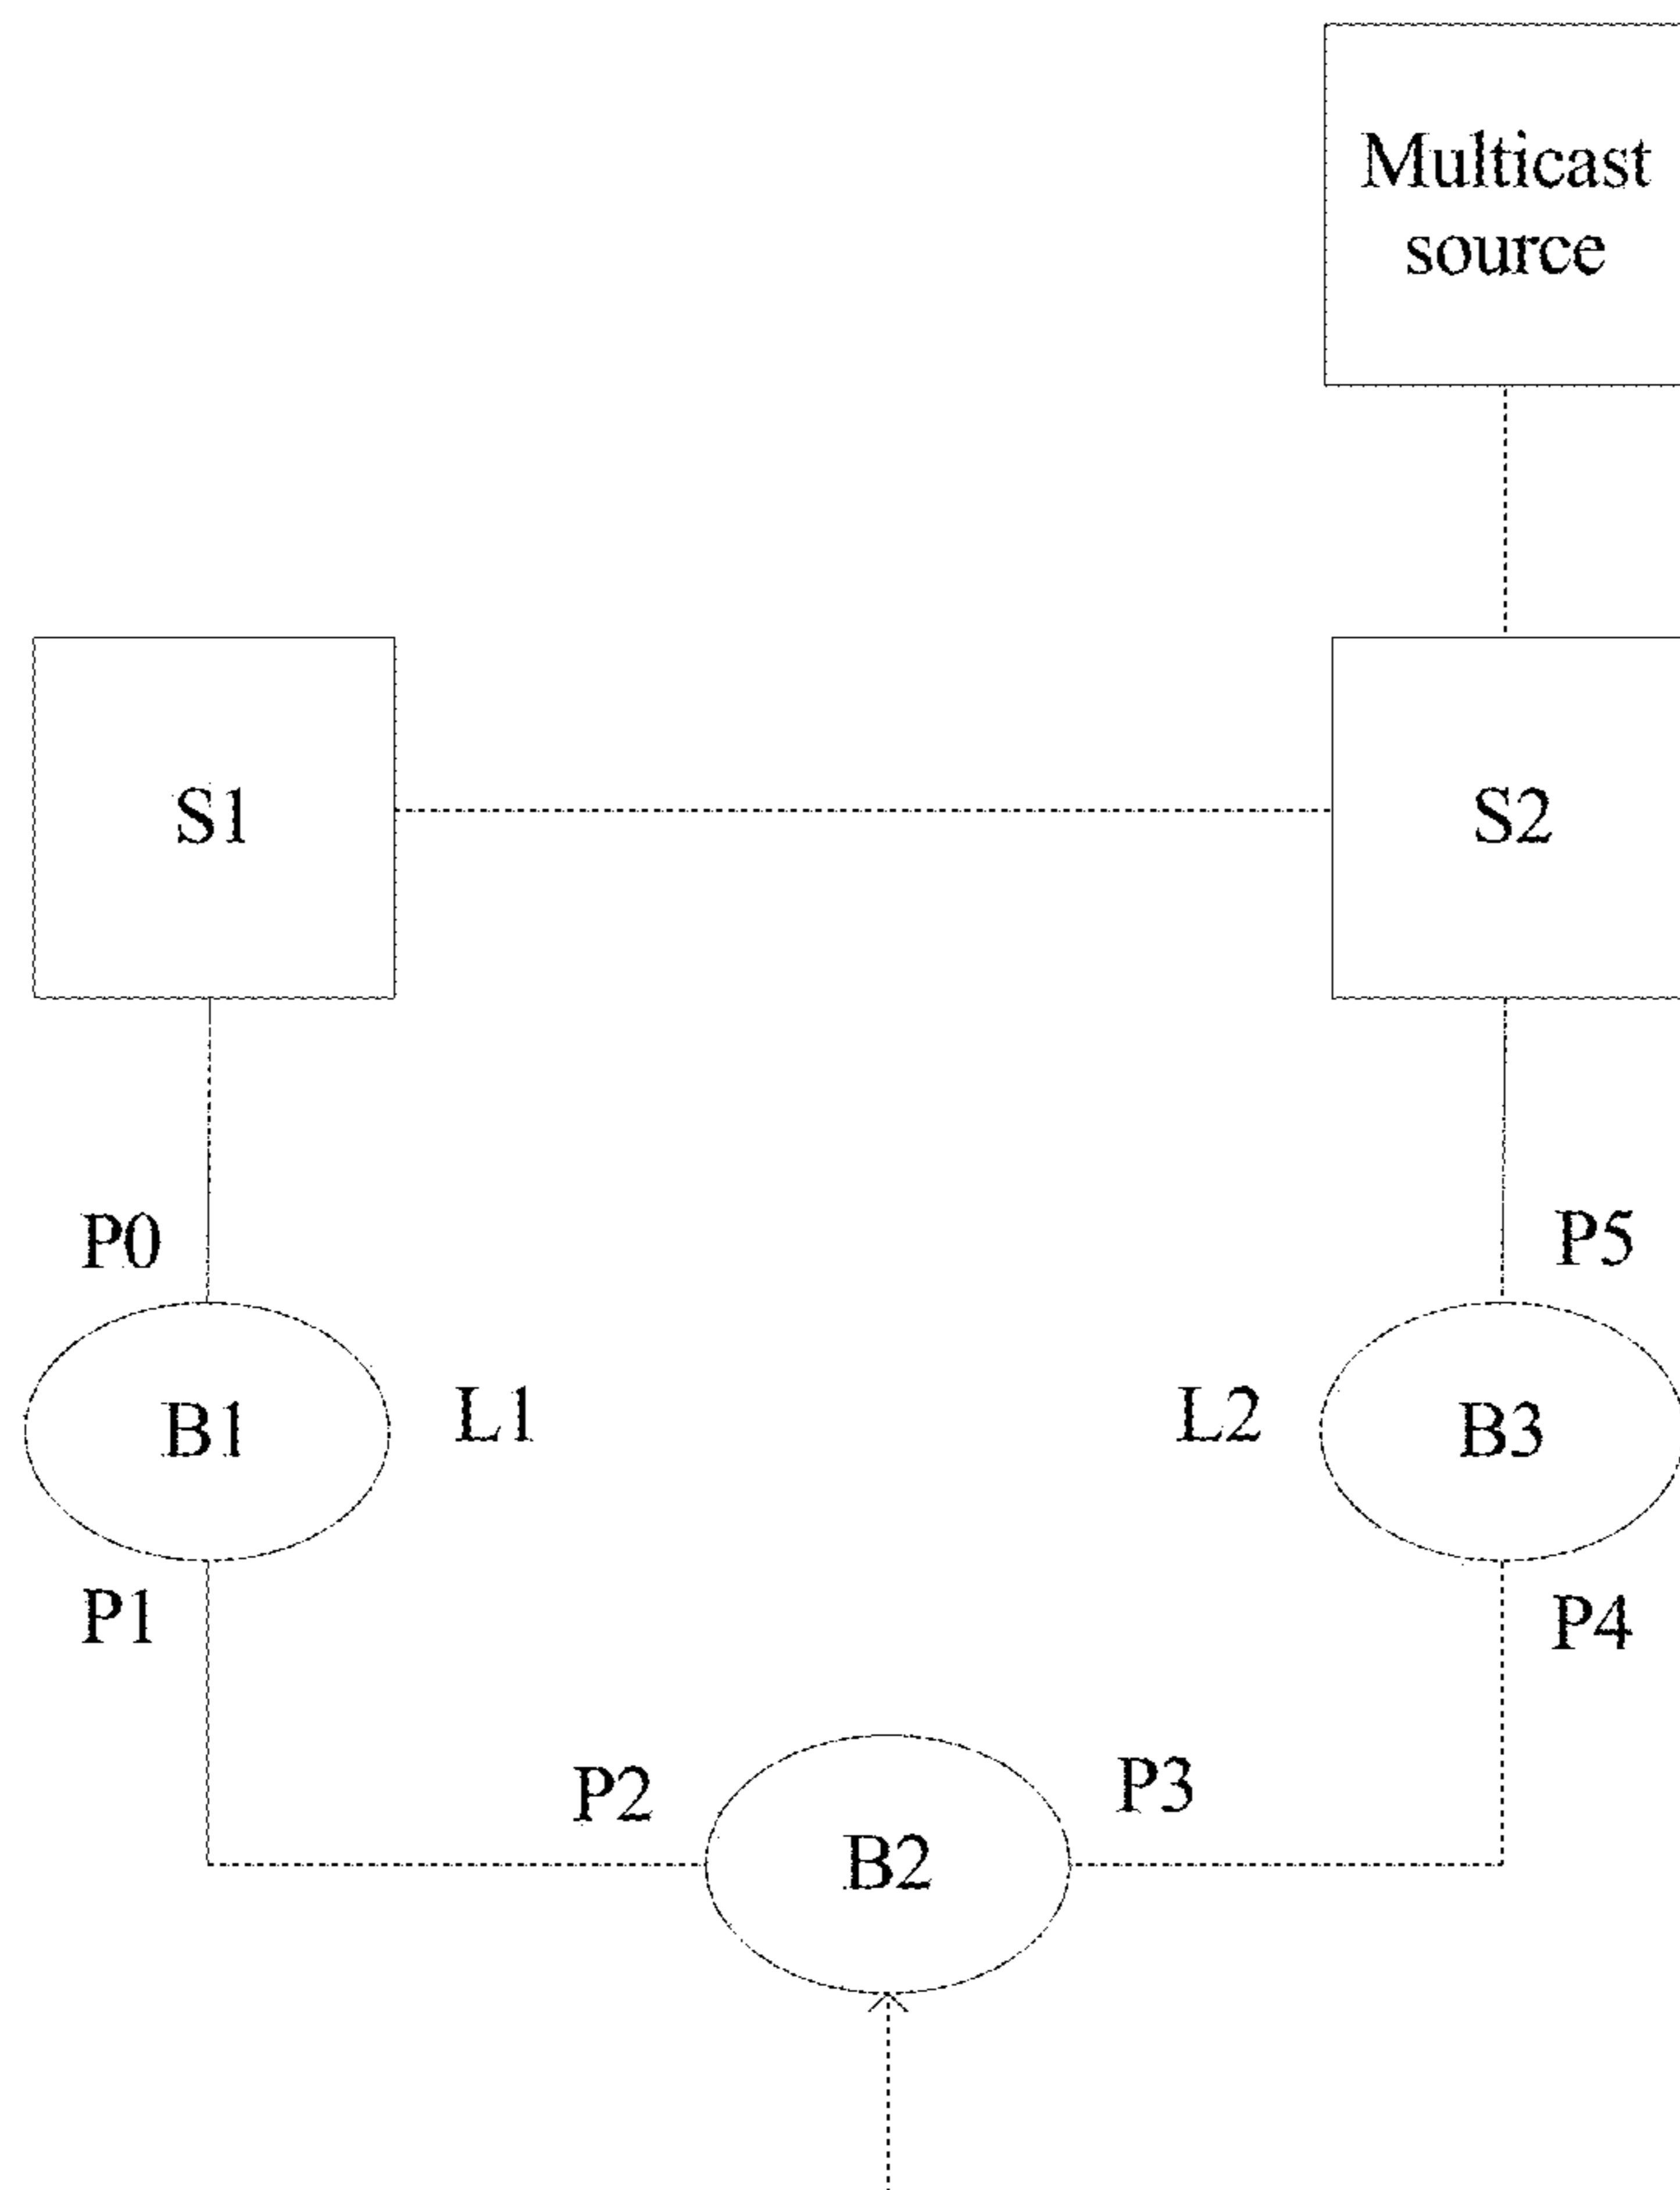 Multicast
source
S1
S2
P0
P5
B1
L1
L2
B3
P1
P4
P2
P3
B2